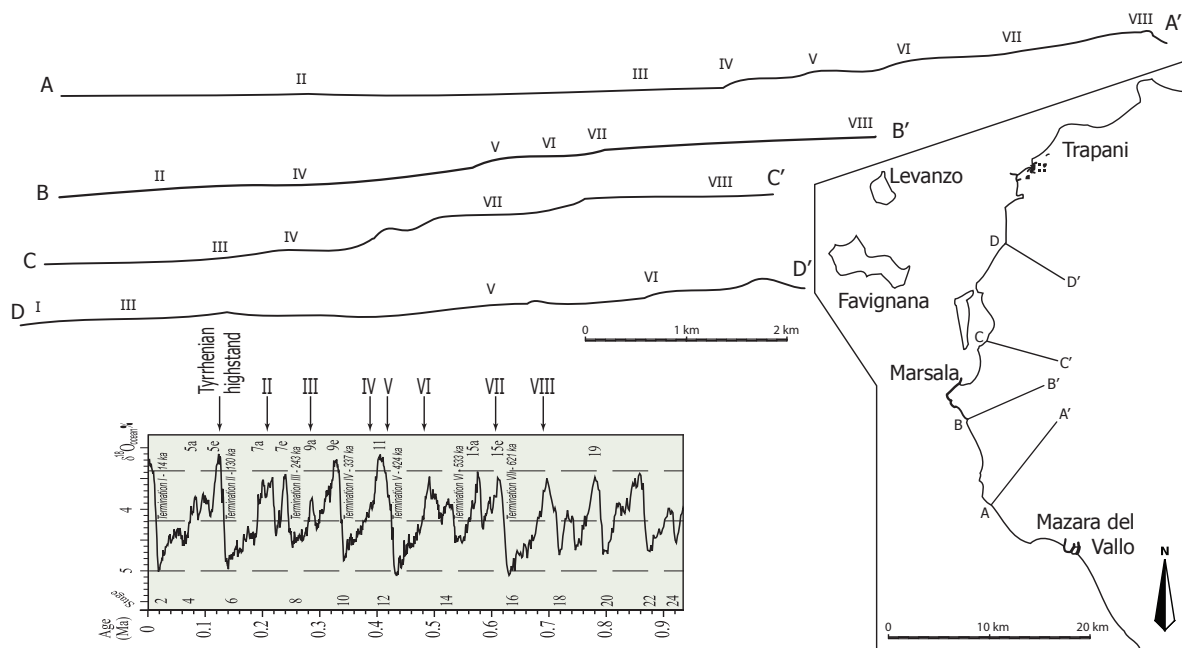 VIII
A'
VII
VI
V
IV
III
II
A
VIII
B'
VII
VI
V
IV
II
B
VIII
C'
VII
IV
III
C
D'
VI
V
III
I
D
0 1 km 2 km
Trapani
Levanzo
Favignana
D
D'
C
C'
Marsala
B'
B
A'
A
Mazara del
Vallo
N
0 10 km 20 km
Tyrrhenian
highstand
II III IV V VI VII VIII
5a 5e 7a 7e 9a 9e 11 15a 15e 19
Termination I - 14 ka
Termination II - 130 ka
Termination III - 243 ka
Termination IV - 337 ka
Termination V - 424 ka
Termination VI - 533 ka
Termination VII - 621 ka
4
5
Stage
2 4 6 8 10 12 14 16 18 20 22 24
0 0.1 0.2 0.3 0.4 0.5 0.6 0.7 0.8 0.9
Age
(Ma)